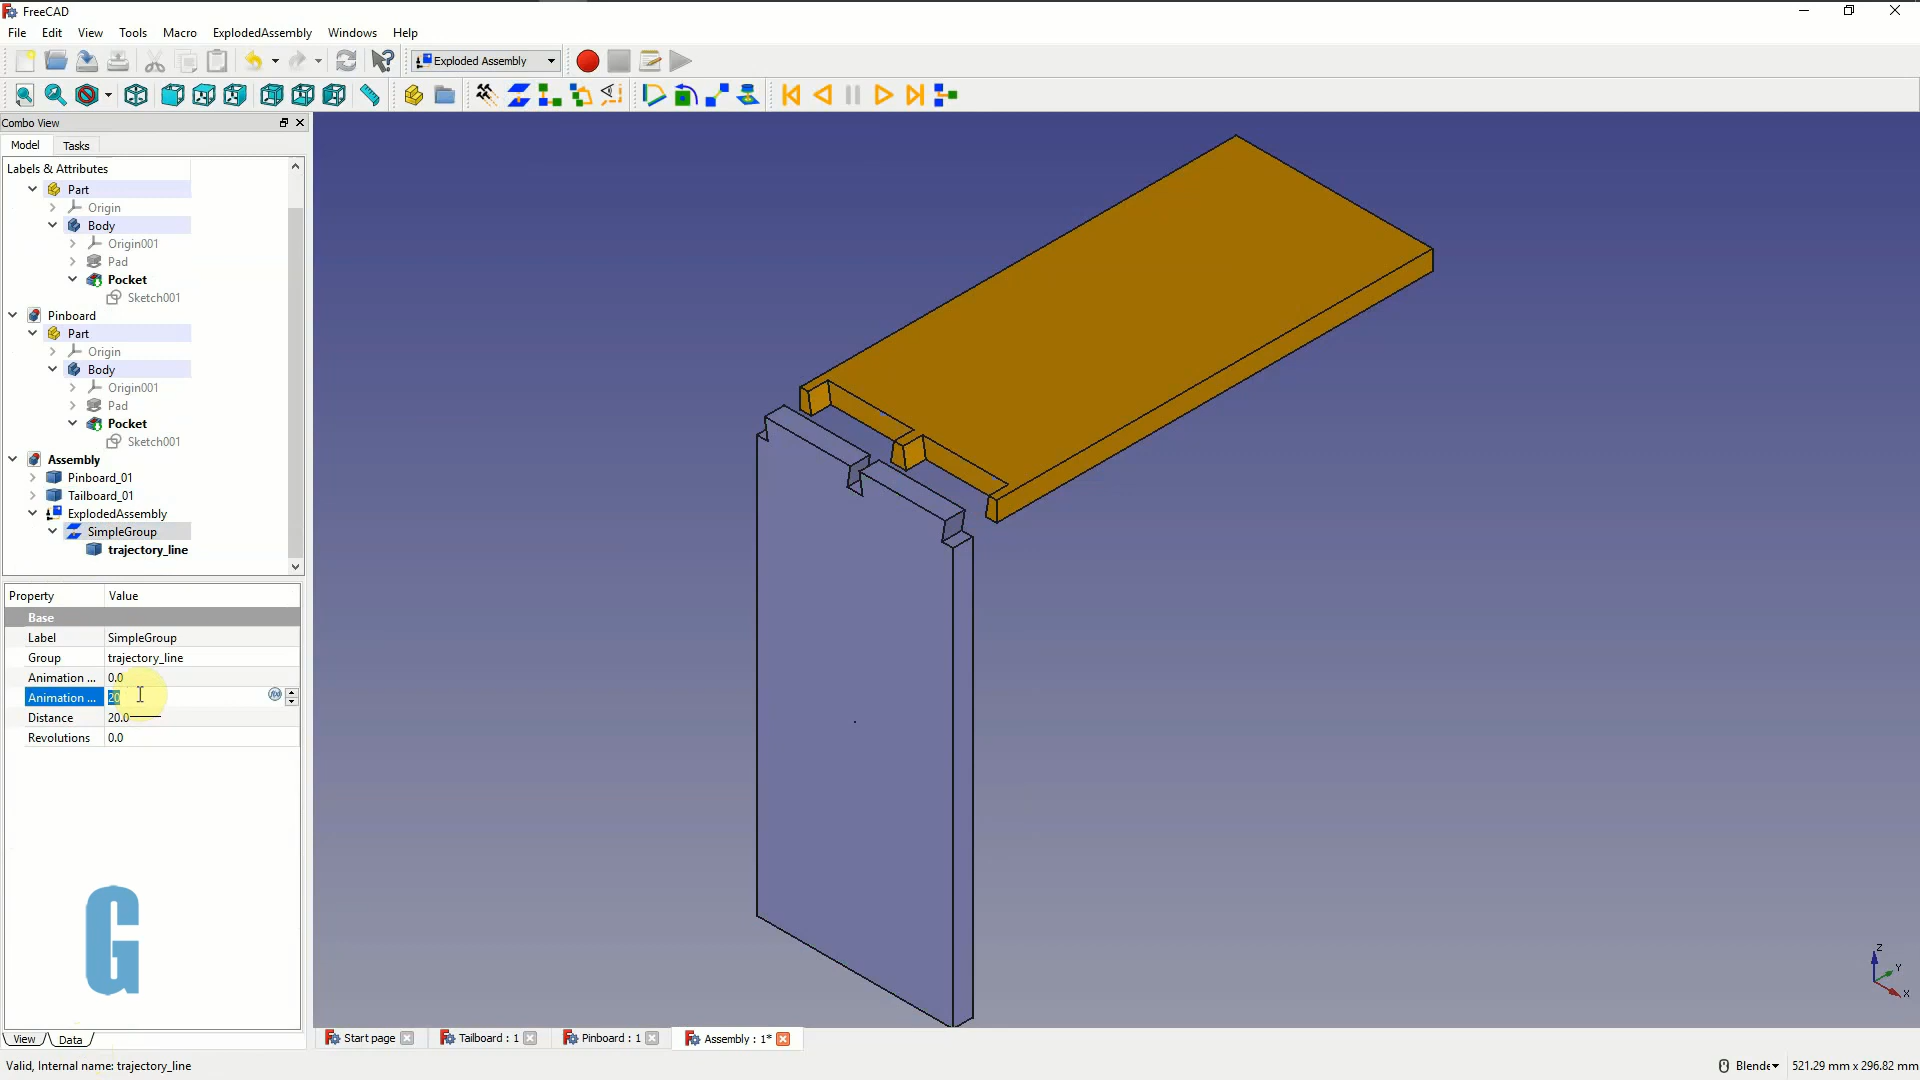 FreeCAD
File Edit View Tools Macro ExplodedAssembly Windows Help
Exploded Assembly
Combo View
Model Tasks
Labels & Attributes
Part
Origin
Body
Origin001
Pad
Pocket
Sketch001
Pinboard
Part
Origin
Body
Origin001
Pad
Pocket
Sketch001
Assembly
Pinboard_01
Tailboard_01
ExplodedAssembly
SimpleGroup
trajectory_line
Property Value
Base
Label SimpleGroup
Group trajectory_line
Animation ... 0.0
Animation ... 20
Distance 20.0
Revolutions 0.0
G
Z
Y
X
View Data
Start page Tailboard : 1 Pinboard : 1 Assembly : 1*
Valid, Internal name: trajectory_line
Blende 521.29 mm x 296.82 mm